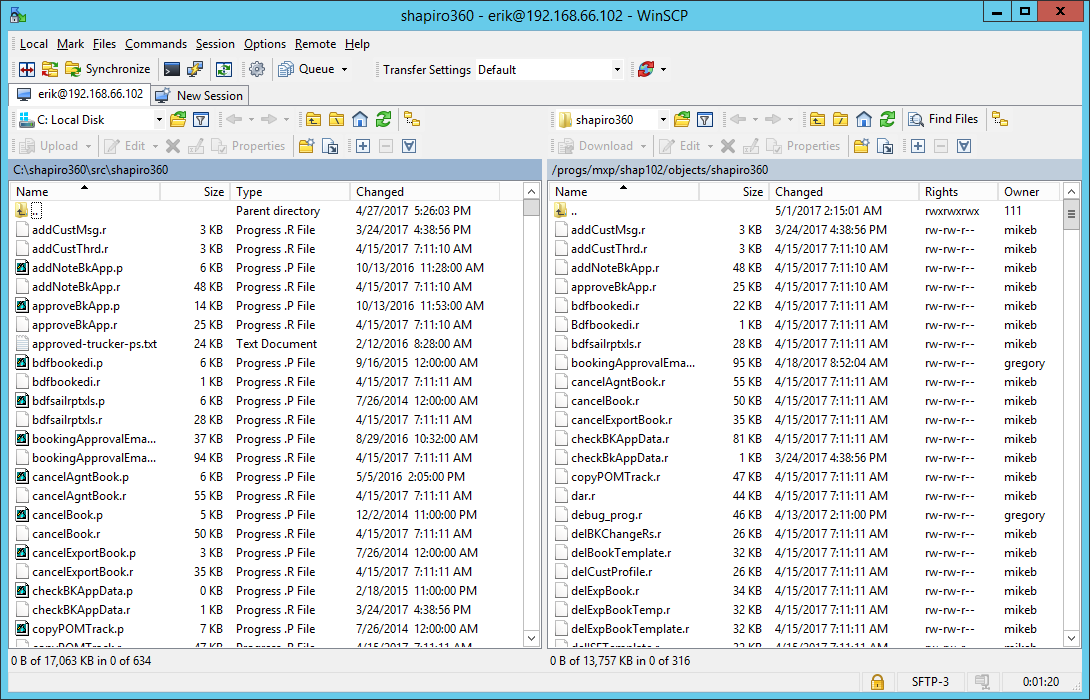 shapiro360 - erik@192.168.66.102 - WinSCP
Local Mark Files Commands Session Options Remote Help
Synchronize Queue Transfer Settings Default
erik@192.168.66.102 New Session
C: Local Disk shapiro360 Find Files
Upload Edit Properties Download Edit Properties
C:\shapiro360\src\shapiro360 /progs/mxp/shap102/objects/shapiro360
Name Size Type Changed Name Size Changed Rights Owner
.. Parent directory 4/27/2017 5:26:03 PM .. 5/1/2017 2:15:01 AM rwxrwxrwx 111
addCustMsg.r 3 KB Progress .R File 3/24/2017 4:38:56 PM addCustMsg.r 3 KB 3/24/2017 4:38:56 PM rw-rw-r-- mikeb
addCustThrd.r 3 KB Progress .R File 4/15/2017 7:11:10 AM addCustThrd.r 3 KB 4/15/2017 7:11:10 AM rw-rw-r-- mikeb
addNoteBkApp.p 6 KB Progress .P File 10/13/2016 11:28:00 AM addNoteBkApp.r 48 KB 4/15/2017 7:11:10 AM rw-rw-r-- mikeb
addNoteBkApp.r 48 KB Progress .R File 4/15/2017 7:11:10 AM approveBkApp.r 25 KB 4/15/2017 7:11:10 AM rw-rw-r-- mikeb
approveBkApp.p 14 KB Progress .P File 10/13/2016 11:53:00 AM bdfbookedi.r 22 KB 4/15/2017 7:11:11 AM rw-rw-r-- mikeb
approveBkApp.r 25 KB Progress .R File 4/15/2017 7:11:10 AM Bdfbookedi.r 1 KB 4/15/2017 7:11:11 AM rw-rw-r-- mikeb
approved-trucker-ps.txt 24 KB Text Document 2/12/2016 8:28:00 AM bdfsailrptxls.r 28 KB 4/15/2017 7:11:11 AM rw-rw-r-- mikeb
bdfbookedi.p 6 KB Progress .P File 9/16/2015 12:00:00 AM bookingApprovalEma... 95 KB 4/18/2017 8:52:04 AM rw-rw-r-- gregory
bdfbookedi.r 1 KB Progress .R File 4/15/2017 7:11:11 AM cancelAgntBook.r 55 KB 4/15/2017 7:11:11 AM rw-rw-r-- mikeb
bdfsailrptxls.p 6 KB Progress .P File 7/26/2014 12:00:00 AM cancelBook.r 50 KB 4/15/2017 7:11:11 AM rw-rw-r-- mikeb
bdfsailrptxls.r 28 KB Progress .R File 4/15/2017 7:11:11 AM cancelExportBook.r 35 KB 4/15/2017 7:11:11 AM rw-rw-r-- mikeb
bookingApprovalEma... 37 KB Progress .P File 8/29/2016 10:32:00 AM checkBKAppData.r 81 KB 4/15/2017 7:11:11 AM rw-rw-r-- mikeb
bookingApprovalEma... 94 KB Progress .R File 4/15/2017 7:11:11 AM checkBkAppData.r 1 KB 3/24/2017 4:38:56 PM rw-rw-r-- mikeb
cancelAgntBook.p 6 KB Progress .P File 5/5/2016 2:05:00 PM copyPOMTrack.r 47 KB 4/15/2017 7:11:11 AM rw-rw-r-- mikeb
cancelAgntBook.r 55 KB Progress .R File 4/15/2017 7:11:11 AM dar.r 44 KB 4/15/2017 7:11:11 AM rw-rw-r-- mikeb
cancelBook.p 5 KB Progress .P File 12/2/2014 11:00:00 PM debug_prog.r 46 KB 4/13/2017 2:11:00 PM rw-rw-r-- gregory
cancelBook.r 50 KB Progress .R File 4/15/2017 7:11:11 AM delBKChangeRs.r 26 KB 4/15/2017 7:11:11 AM rw-rw-r-- mikeb
cancelExportBook.p 3 KB Progress .P File 7/26/2014 12:00:00 AM delBookTemplate.r 32 KB 4/15/2017 7:11:11 AM rw-rw-r-- mikeb
cancelExportBook.r 35 KB Progress .R File 4/15/2017 7:11:11 AM delCustProfile.r 26 KB 4/15/2017 7:11:11 AM rw-rw-r-- mikeb
checkBKAppData.p 0 KB Progress .P File 2/18/2015 11:00:00 PM delExpBook.r 34 KB 4/15/2017 7:11:11 AM rw-rw-r-- mikeb
checkBKAppData.r 1 KB Progress .R File 3/24/2017 4:38:56 PM delExpBookTemp.r 32 KB 4/15/2017 7:11:11 AM rw-rw-r-- mikeb
copyPOMTrack.p 7 KB Progress .P File 7/26/2014 12:00:00 AM delExpBookTemplate.r 32 KB 4/15/2017 7:11:11 AM rw-rw-r-- mikeb
0 B of 17,063 KB in 0 of 634 0 B of 13,757 KB in 0 of 316
SFTP-3 0:01:20